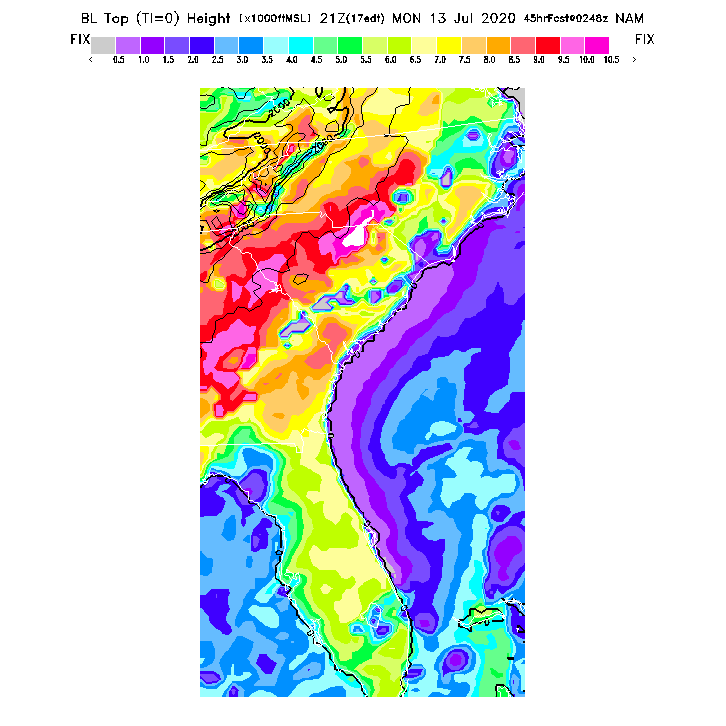 BL Top (TI=0) Height [x1000ftMSL] 21Z(17edt) MON 13 Jul 2020 45hrFcst@0248z NAM
FIX FIX
< 0.5 1.0 1.5 2.0 2.5 3.0 3.5 4.0 4.5 5.0 5.5 6.0 6.5 7.0 7.5 8.0 8.5 9.0 9.5 10.0 10.5 >
2000
2000
2000